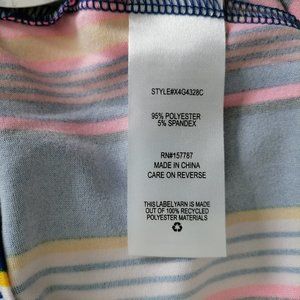 STYLE#X4G4328C
95% POLYESTER
5% SPANDEX
RN#157787
MADE IN CHINA
CARE ON REVERSE
THIS LABEL YARN IS MADE
OUT OF 100% RECYCLED
POLYESTER MATERIALS